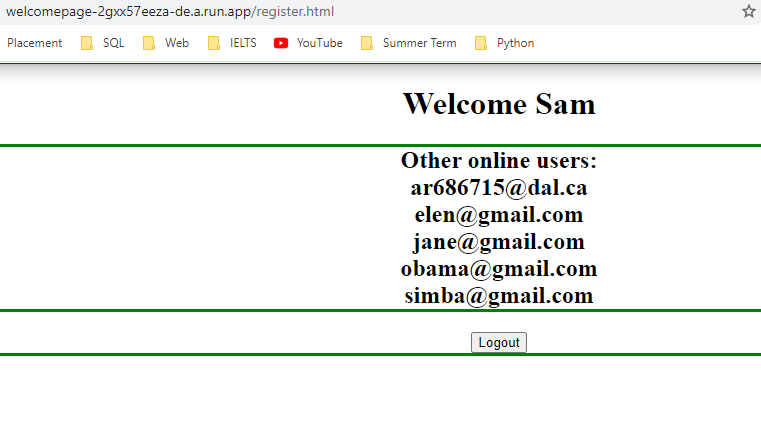 welcomepage-2gxx57eeza-de.a.run.app/register.html
Placement SQL Web IELTS YouTube Summer Term Python
Welcome Sam
Other online users:
ar686715@dal.ca
elen@gmail.com
jane@gmail.com
obama@gmail.com
simba@gmail.com
Logout